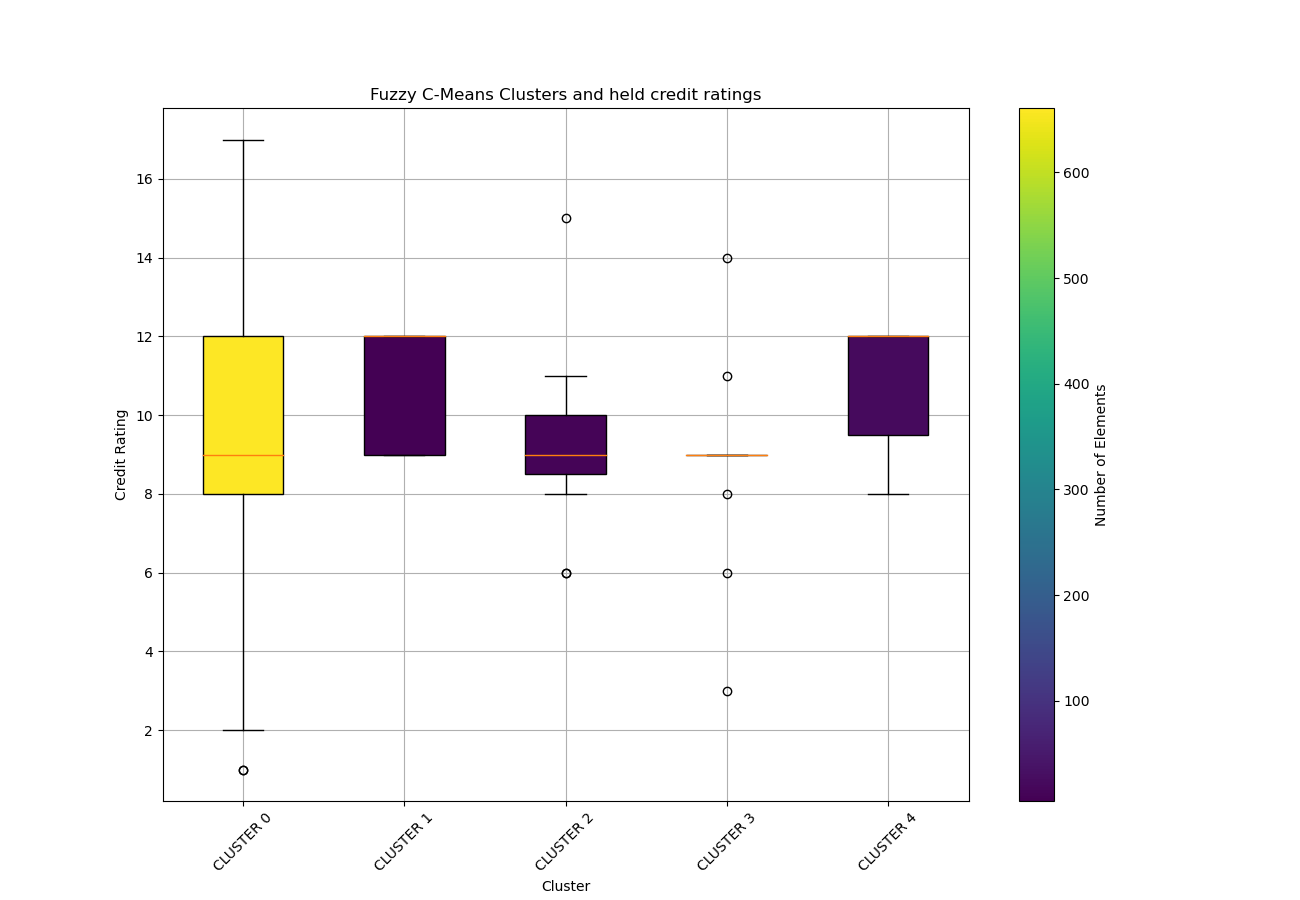 Fuzzy C-Means Clusters and held credit ratings
16
14
12
10
8
6
4
2
Credit Rating
CLUSTER 0
CLUSTER 1
CLUSTER 2
CLUSTER 3
CLUSTER 4
Cluster
600
500
400
300
200
100
Number of Elements